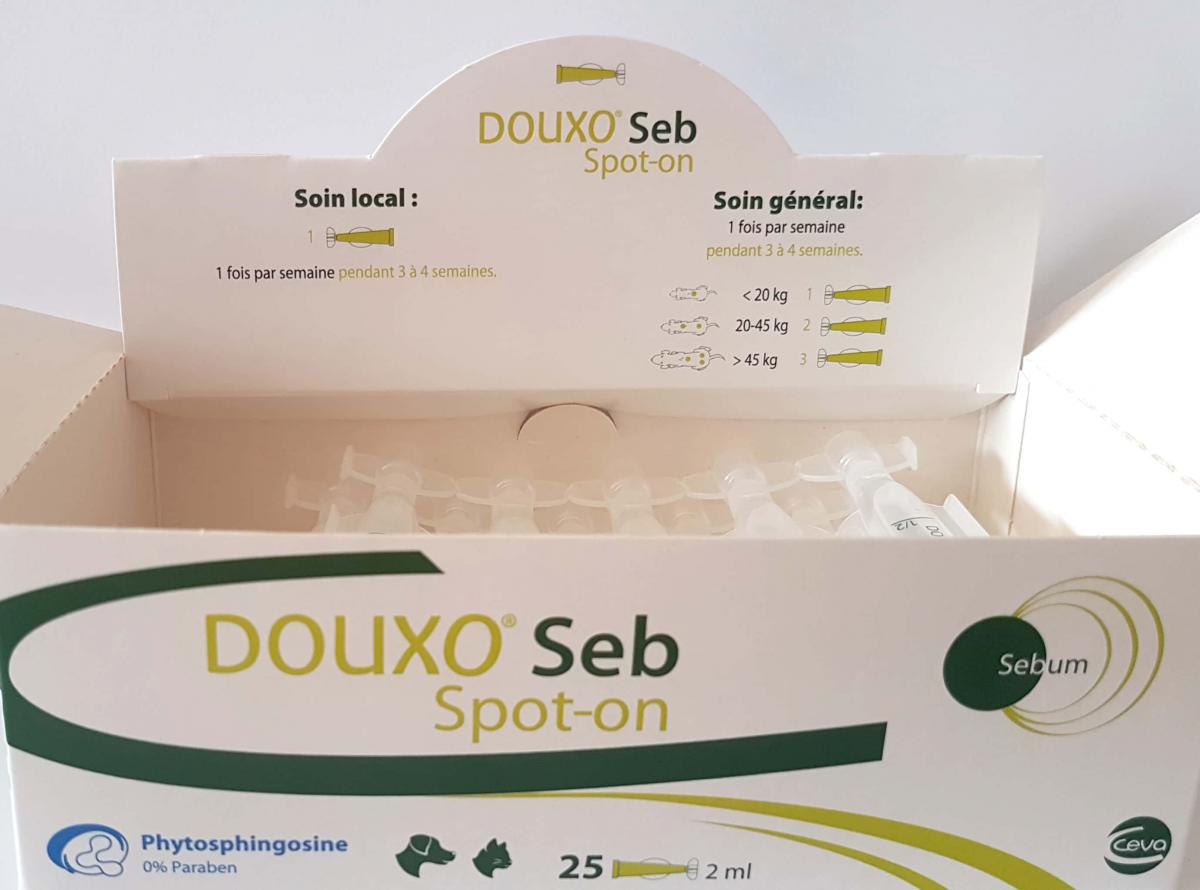 DOUXO® Seb
Spot-on
Soin local :
1
1 fois par semaine pendant 3 à 4 semaines.
Soin général:
1 fois par semaine
pendant 3 à 4 semaines.
< 20 kg 1
20-45 kg 2
> 45 kg 3
1/2
DOUXO® Seb
Spot-on
Sebum
Phytosphingosine
0% Paraben
25 2 ml
Ceva